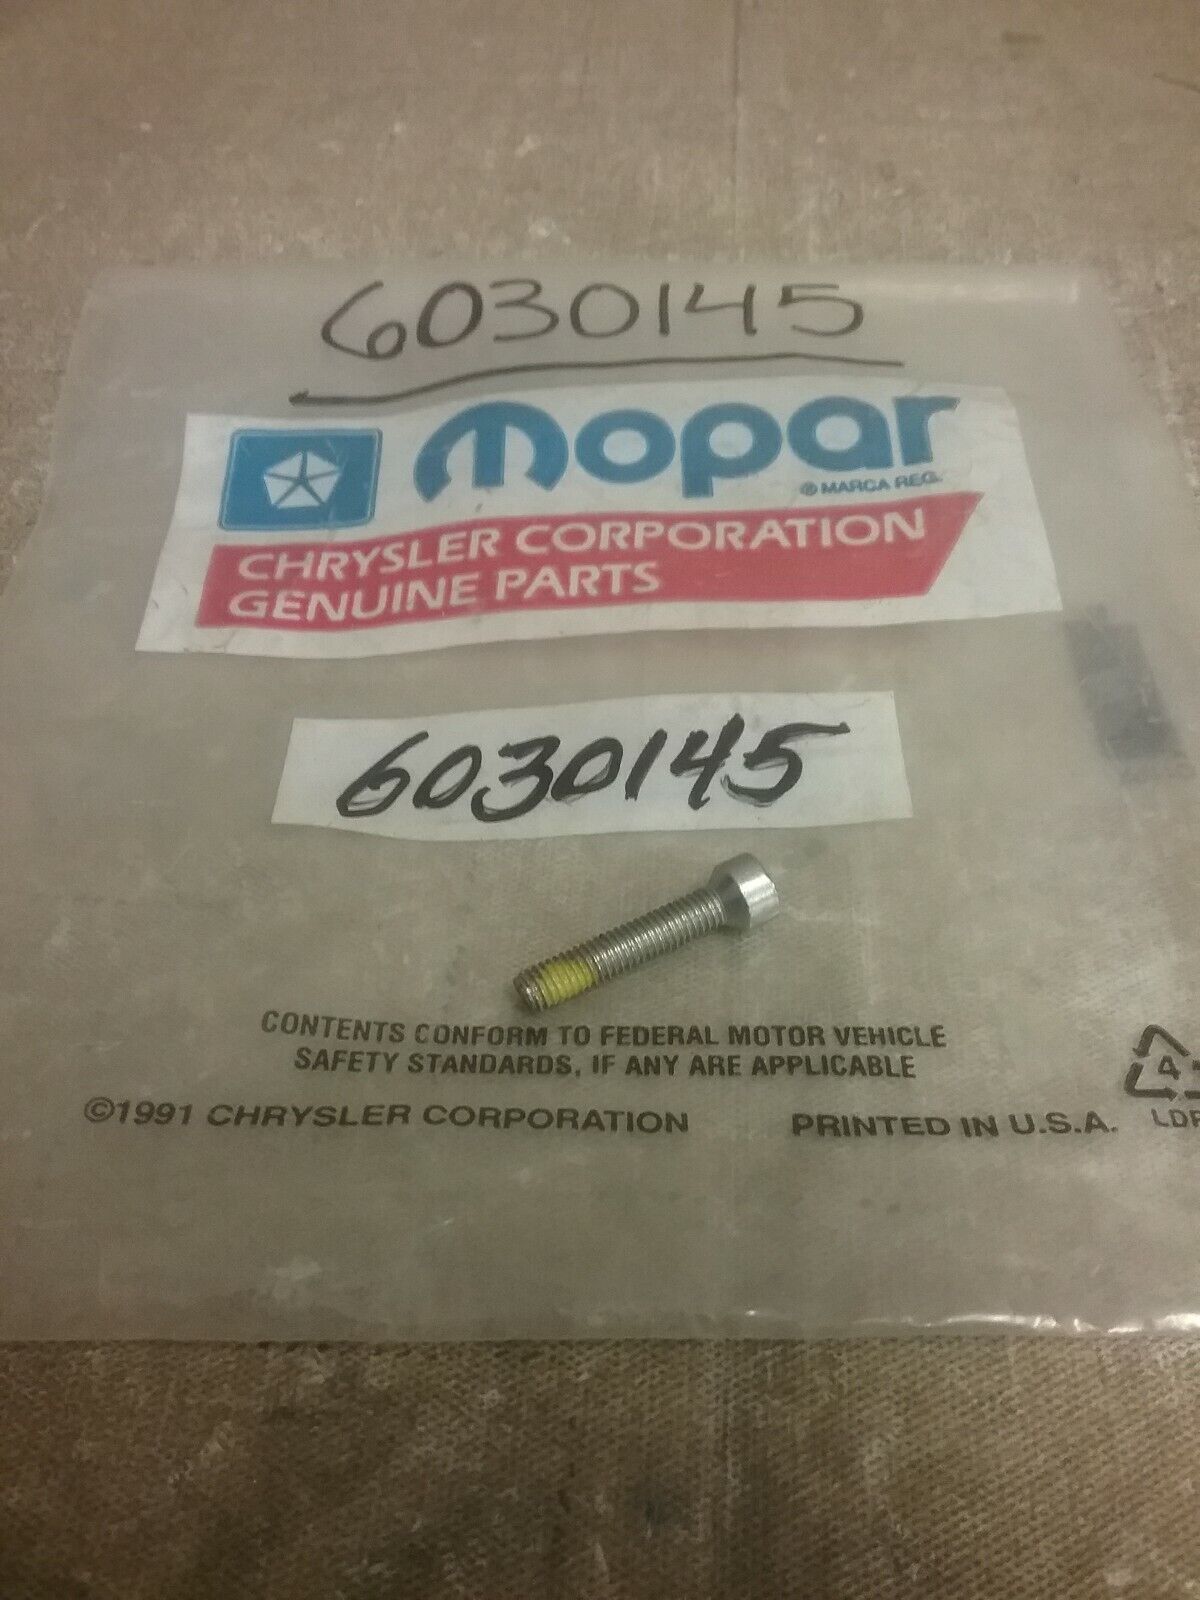 6030145
mopar
® MARCA REG.
CHRYSLER CORPORATION
GENUINE PARTS
6030145
CONTENTS CONFORM TO FEDERAL MOTOR VEHICLE
SAFETY STANDARDS, IF ANY ARE APPLICABLE
4
©1991 CHRYSLER CORPORATION PRINTED IN U.S.A.